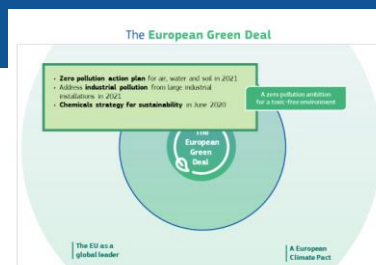 The European Green Deal
• Zero pollution action plan for air, water and soil in 2021
• Address industrial pollution from large industrial
installations in 2021
• Chemicals strategy for sustainability in June 2020
A zero pollution ambition
for a toxic-free environment
The
European
Green
Deal
The EU as a
global leader
A European
Climate Pact